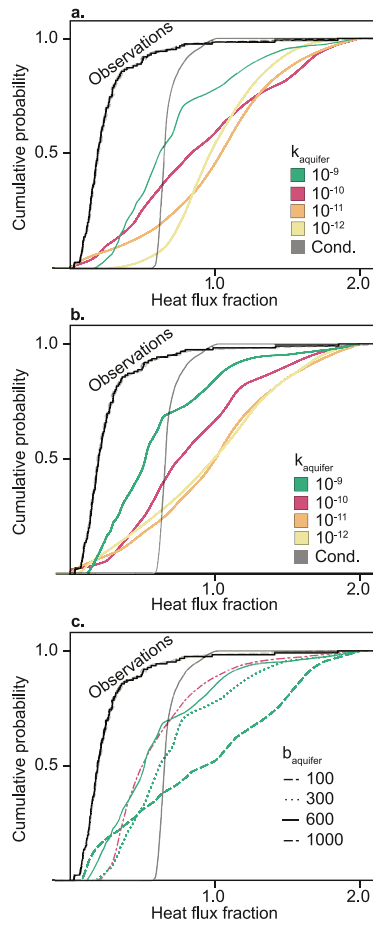 a.
1.0
Observations
Cumulative probability
0.5
k aquifer
10⁻⁹
10⁻¹⁰
10⁻¹¹
10⁻¹²
Cond.
1.0
2.0
Heat flux fraction
b.
1.0
Observations
Cumulative probability
0.5
k aquifer
10⁻⁹
10⁻¹⁰
10⁻¹¹
10⁻¹²
Cond.
1.0
2.0
Heat flux fraction
c.
1.0
Observations
Cumulative probability
0.5
b aquifer
100
300
600
1000
1.0
2.0
Heat flux fraction